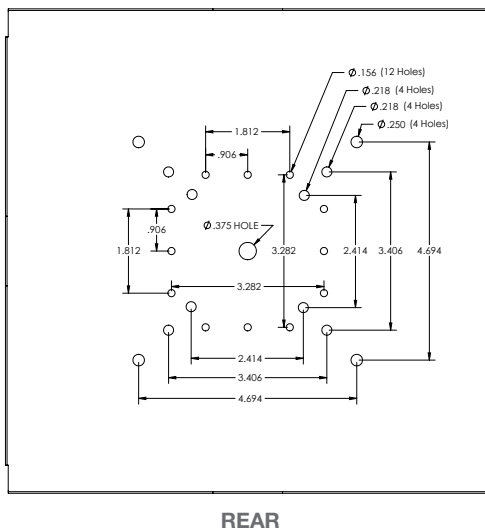 Ø.156 (12 Holes)
Ø.218 (4 Holes)
Ø.218 (4 Holes)
Ø.250 (4 Holes)
1.812
.906
.906
1.812
Ø.375 HOLE
3.282
2.414
3.406
4.694
3.282
2.414
3.406
4.694
REAR